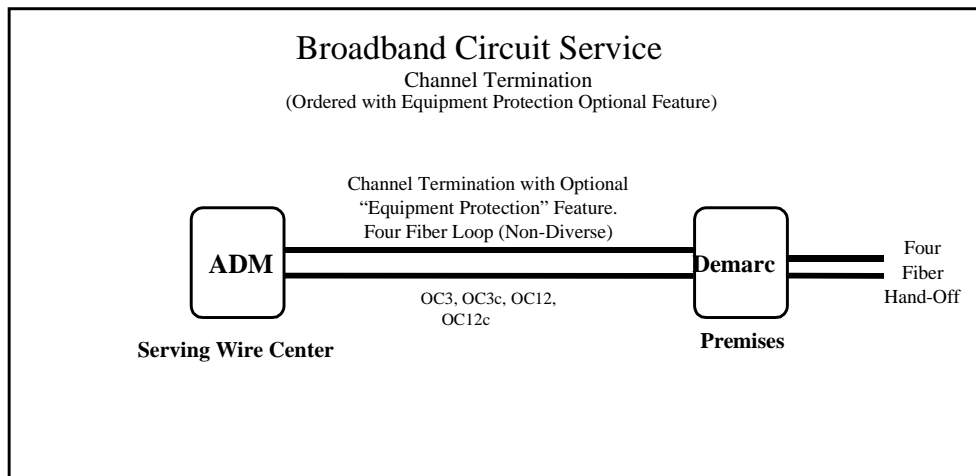 Broadband Circuit Service
Channel Termination
(Ordered with Equipment Protection Optional Feature)
Channel Termination with Optional
“Equipment Protection” Feature.
Four Fiber Loop (Non-Diverse)
ADM
Demarc
Four
Fiber
Hand-Off
OC3, OC3c, OC12,
OC12c
Serving Wire Center
Premises